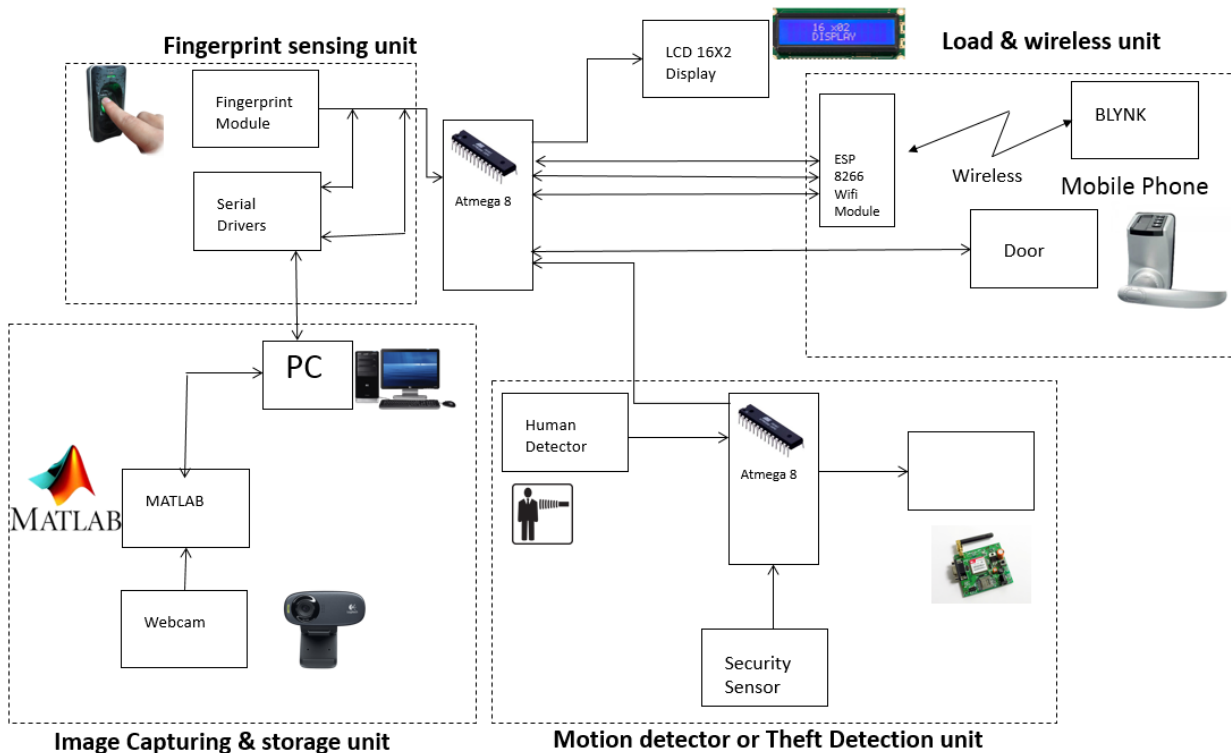 Fingerprint sensing unit
Fingerprint
Module
Serial
Drivers
Atmega 8
LCD 16X2
Display
16 x02
DISPLAY
Load & wireless unit
ESP
8266
Wifi
Module
Wireless
BLYNK
Mobile Phone
Door
PC
MATLAB
MATLAB
Webcam
Image Capturing & storage unit
Human
Detector
Atmega 8
Security
Sensor
Motion detector or Theft Detection unit